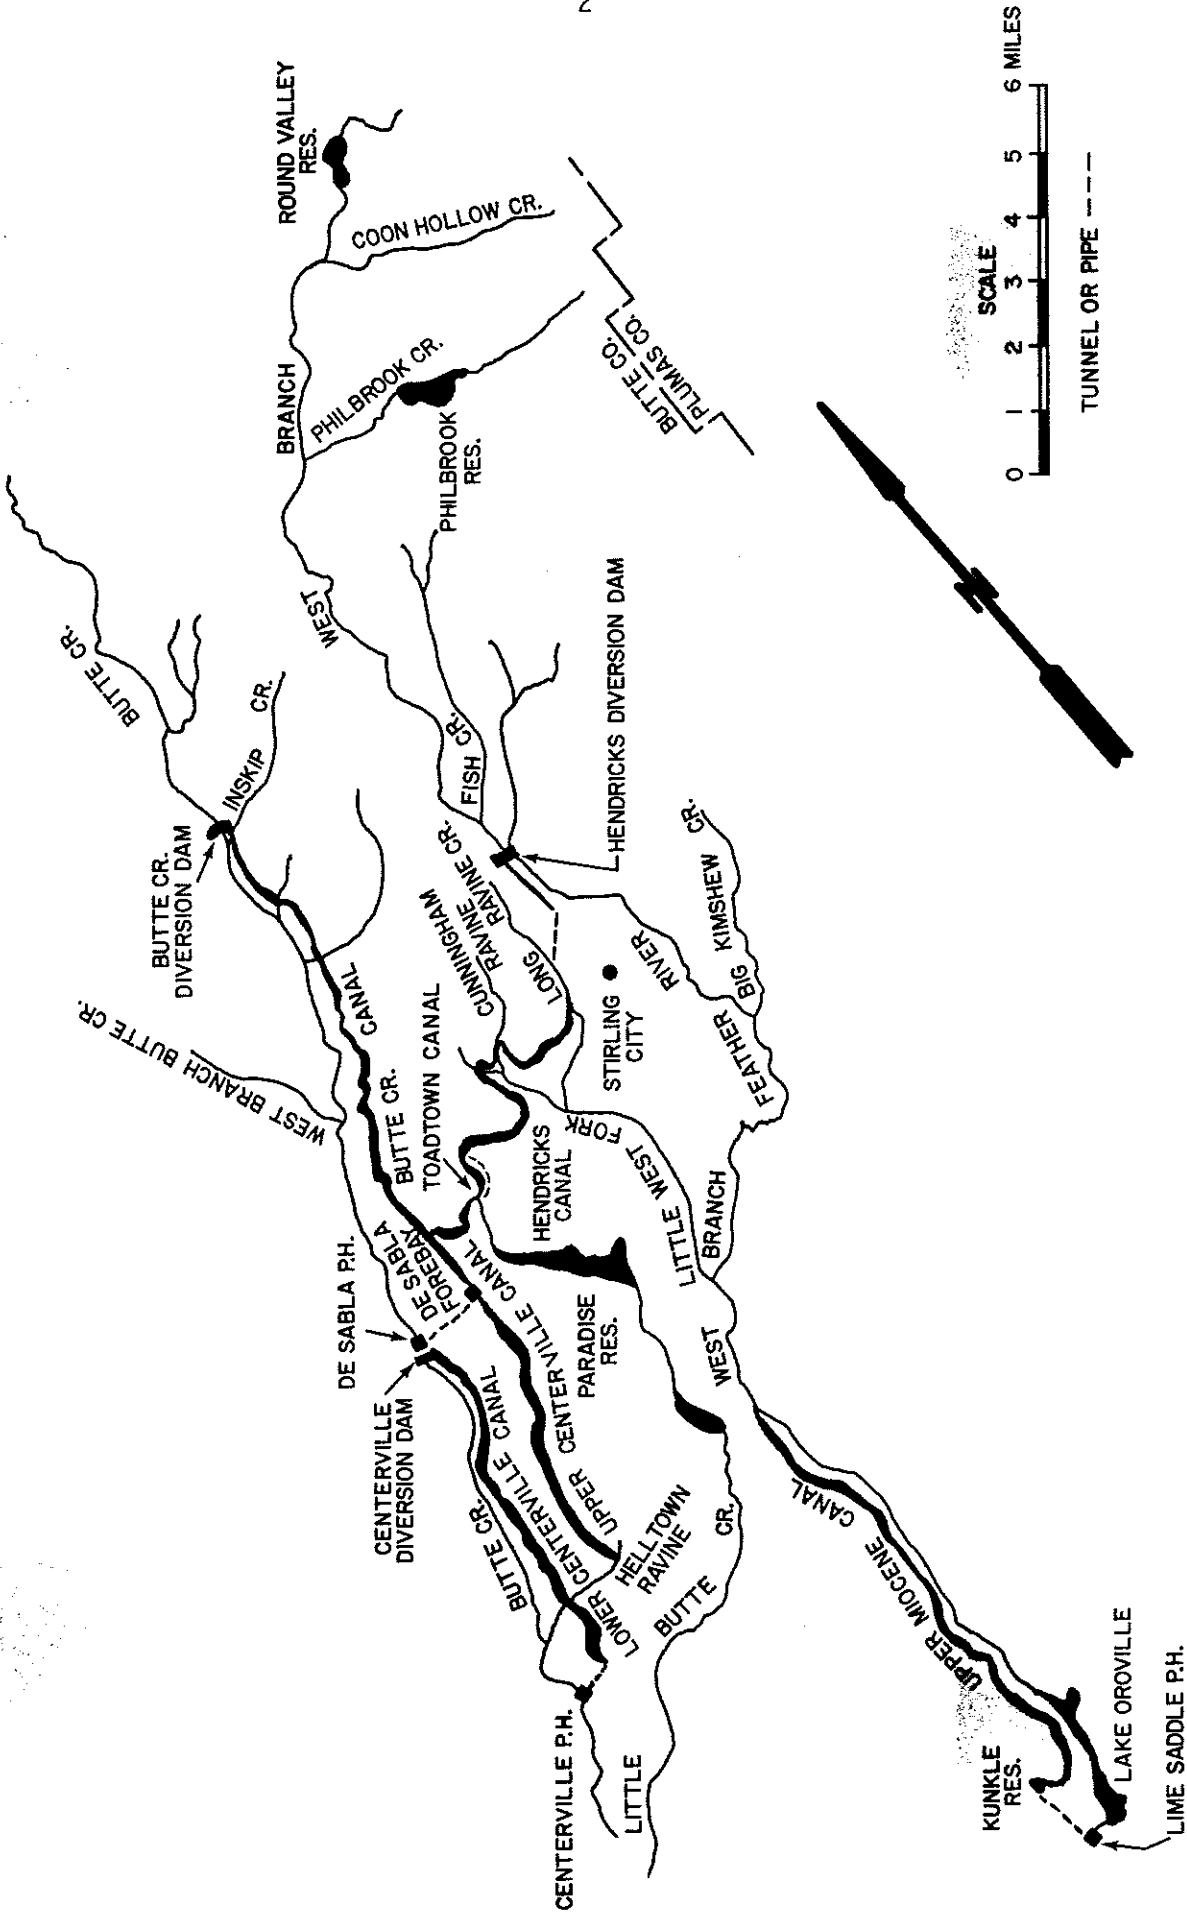 2
ROUND VALLEY
RES.
COON HOLLOW CR.
BRANCH
PHILBROOK CR.
PHILBROOK
RES.
BUTTE CO.
PLUMAS CO.
WEST
BUTTE CR.
INSKIP CR.
BUTTE CR.
DIVERSION DAM
FISH CR.
HENDRICKS DIVERSION DAM
CUNNINGHAM
RAVINE
LONG RAVINE CR.
WEST BRANCH BUTTE CR.
BUTTE CR. CANAL
TOADTOWN CANAL
STIRLING
CITY
BIG KIMSHEW CR.
FEATHER RIVER
BRANCH
WEST
LITTLE WEST FORK
HENDRICKS
CANAL
DE SABLA P.H.
DE SABLA
FOREBAY
CENTERVILLE
DIVERSION DAM
UPPER CENTERVILLE CANAL
PARADISE
RES.
LOWER CENTERVILLE CANAL
BUTTE CR.
HELLTOWN
RAVINE
CENTERVILLE P.H.
LITTLE BUTTE CR.
UPPER MIOCENE CANAL
KUNKLE
RES.
LAKE OROVILLE
LIME SADDLE P.H.
N
SCALE
0 1 2 3 4 5 6 MILES
TUNNEL OR PIPE ---